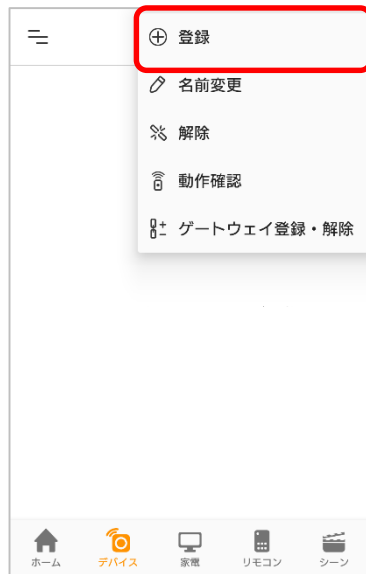 登録
名前変更
解除
動作確認
ゲートウェイ登録・解除
ホーム
デバイス
家電
リモコン
シーン